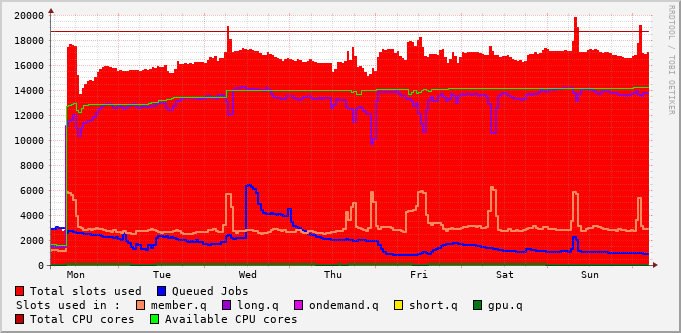 20000
18000
16000
14000
12000
10000
8000
6000
4000
2000
0
Mon Tue Wed Thu Fri Sat Sun
RRDTOOL / TOBI OETIKER
Total slots used Queued Jobs
Slots used in : member.q long.q ondemand.q short.q gpu.q
Total CPU cores Available CPU cores